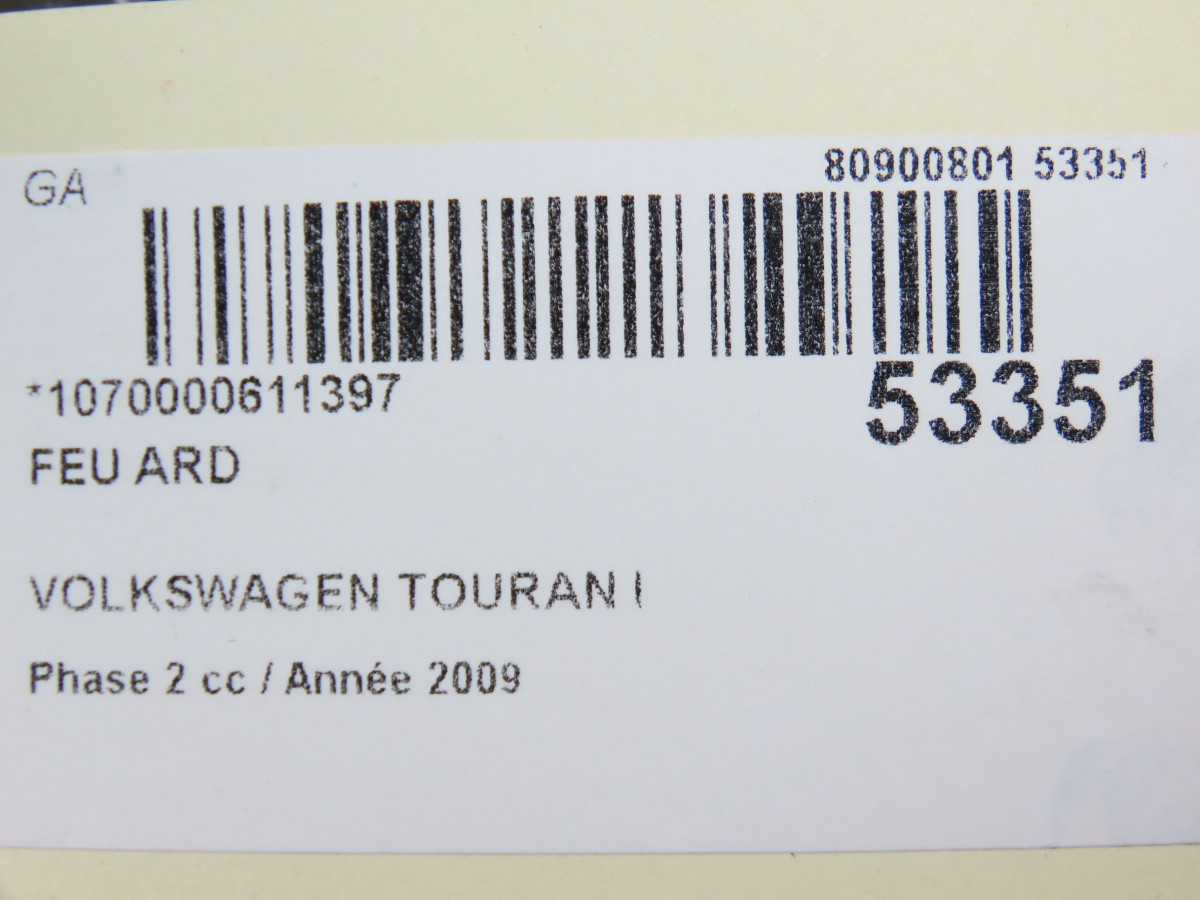 GA
80900801 53351
*1070000611397
53351
FEU ARD
VOLKSWAGEN TOURAN I
Phase 2 cc / Année 2009